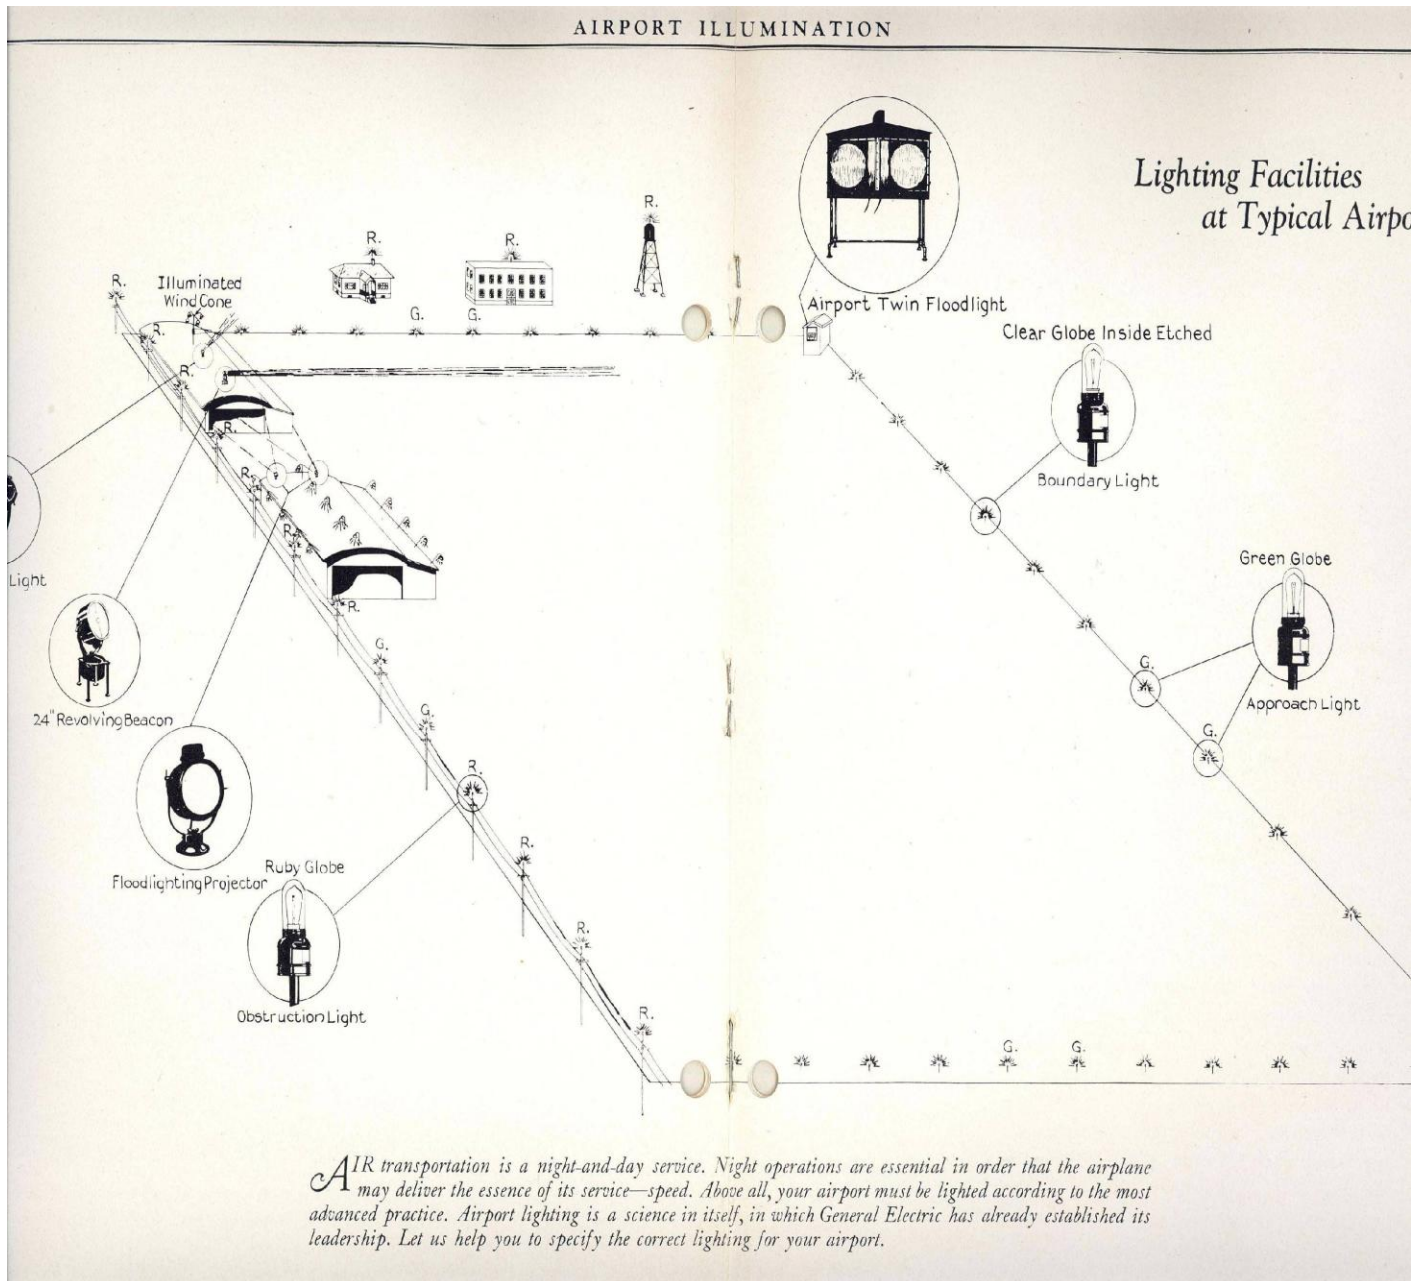 AIRPORT ILLUMINATION
Lighting Facilities
at Typical Airpo
R.
R.
R.
R.
Illuminated
Wind Cone
G.
G.
Airport Twin Floodlight
Clear Globe Inside Etched
R.
R.
R.
R.
R.
Boundary Light
Light
Green Globe
R.
G.
G.
Approach Light
24" Revolving Beacon
G.
G.
R.
Floodlighting Projector
Ruby Globe
R.
R.
Obstruction Light
R.
G.
G.
AIR transportation is a night-and-day service. Night operations are essential in order that the airplane
may deliver the essence of its service—speed. Above all, your airport must be lighted according to the most
advanced practice. Airport lighting is a science in itself, in which General Electric has already established its
leadership. Let us help you to specify the correct lighting for your airport.